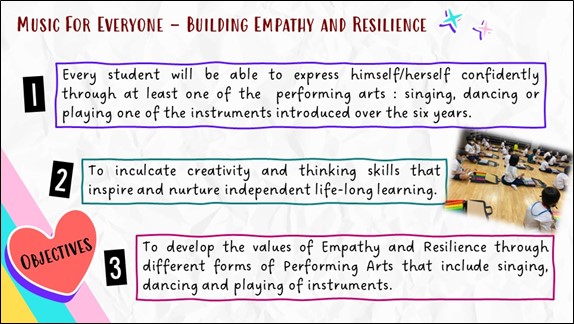 Music For Everyone – Building Empathy and Resilience
1
Every student will be able to express himself/herself confidently
through at least one of the performing arts : singing, dancing or
playing one of the instruments introduced over the six years.
2
To inculcate creativity and thinking skills that
inspire and nurture independent life-long learning.
Objectives
3
To develop the values of Empathy and Resilience through
different forms of Performing Arts that include singing,
dancing and playing of instruments.